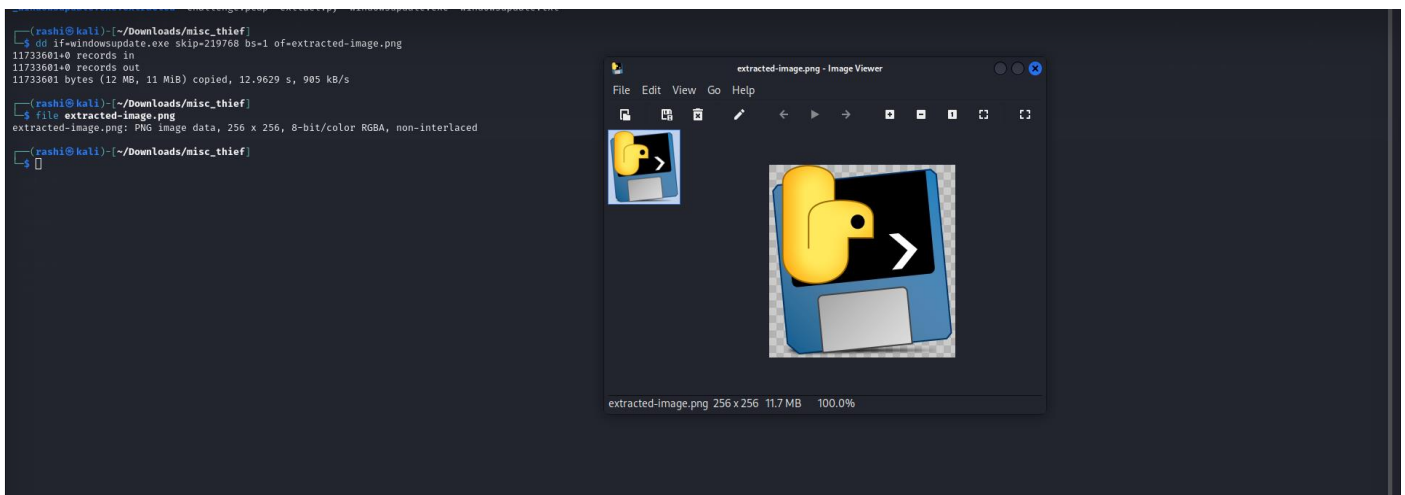 ┌──(rashi㉿kali)-[~/Downloads/misc_thief]
└─$ dd if=windowsupdate.exe skip=219768 bs=1 of=extracted-image.png
11733601+0 records in
11733601+0 records out
11733601 bytes (12 MB, 11 MiB) copied, 12.9629 s, 905 kB/s
┌──(rashi㉿kali)-[~/Downloads/misc_thief]
└─$ file extracted-image.png
extracted-image.png: PNG image data, 256 x 256, 8-bit/color RGBA, non-interlaced
┌──(rashi㉿kali)-[~/Downloads/misc_thief]
└─$
extracted-image.png - Image Viewer
File Edit View Go Help
extracted-image.png 256 x 256 11.7 MB 100.0%